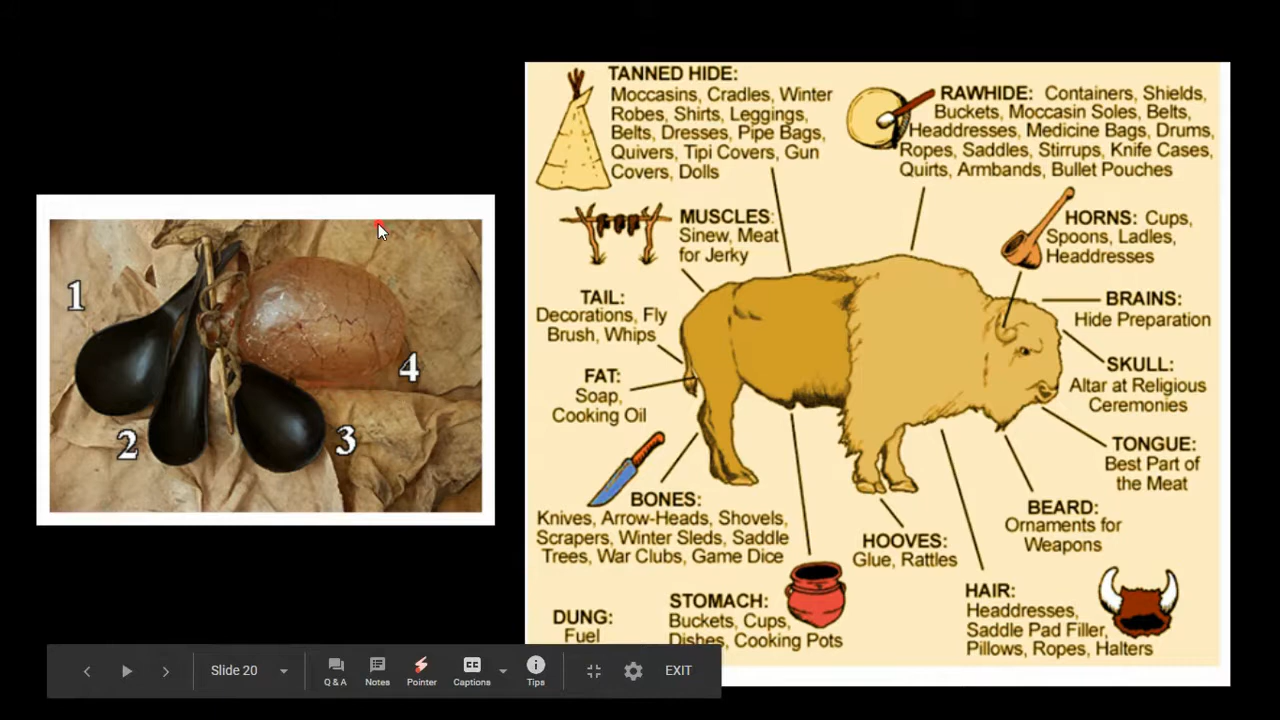 1
2
3
4
TANNED HIDE:
Moccasins, Cradles, Winter
Robes, Shirts, Leggings,
Belts, Dresses, Pipe Bags,
Quivers, Tipi Covers, Gun
Covers, Dolls
RAWHIDE: Containers, Shields,
Buckets, Moccasin Soles, Belts,
Headdresses, Medicine Bags, Drums,
Ropes, Saddles, Stirrups, Knife Cases,
Quirts, Armbands, Bullet Pouches
MUSCLES:
Sinew, Meat
for Jerky
HORNS: Cups,
Spoons, Ladles,
Headdresses
TAIL:
Decorations, Fly
Brush, Whips
BRAINS:
Hide Preparation
FAT:
Soap,
Cooking Oil
SKULL:
Altar at Religious
Ceremonies
TONGUE:
Best Part of
the Meat
BONES:
Knives, Arrow-Heads, Shovels,
Scrapers, Winter Sleds, Saddle
Trees, War Clubs, Game Dice
HOOVES:
Glue, Rattles
BEARD:
Ornaments for
Weapons
DUNG:
Fuel
STOMACH:
Buckets, Cups,
Dishes, Cooking Pots
HAIR:
Headdresses,
Saddle Pad Filler,
Pillows, Ropes, Halters
Slide 20
Q & A
Notes
Pointer
CC
Captions
Tips
EXIT